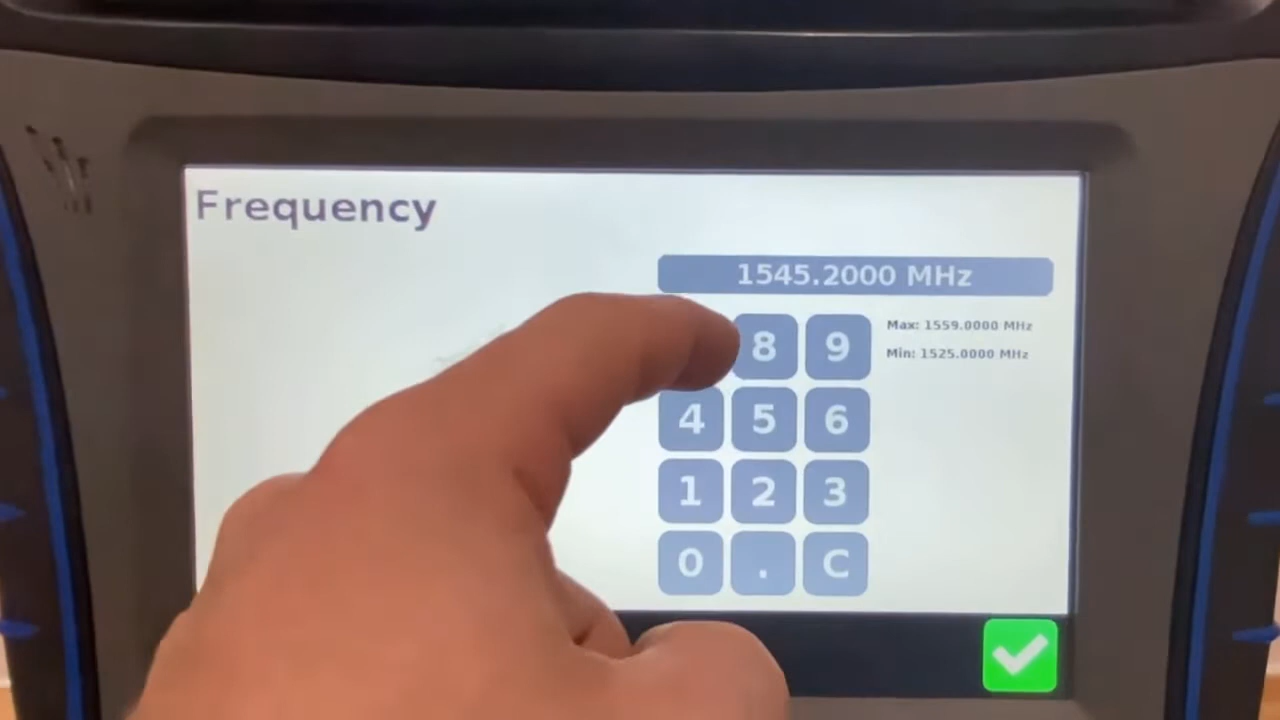 Frequency
1545.2000 MHz
8 9
Max: 1559.0000 MHz
Min: 1525.0000 MHz
4 5 6
1 2 3
0 . C